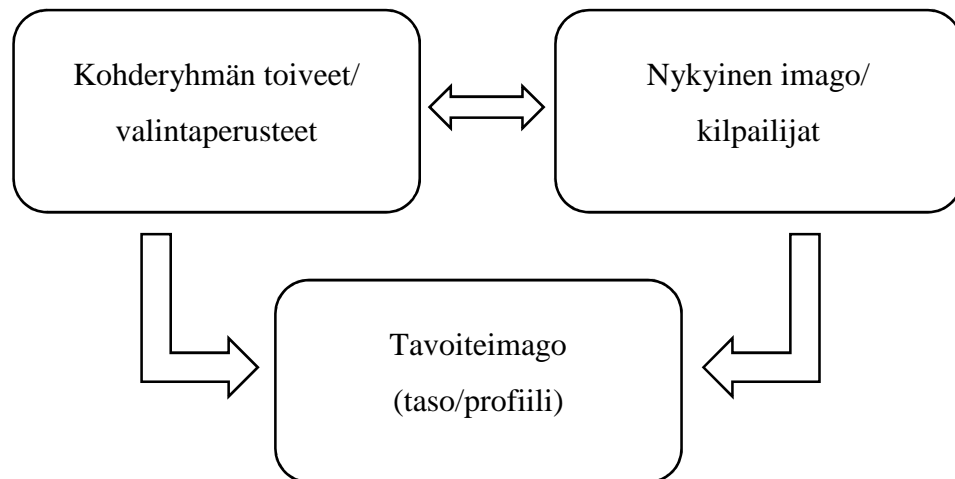 Kohderyhmän toiveet/
valintaperusteet
Nykyinen imago/
kilpailijat
Tavoiteimago
(taso/profiili)